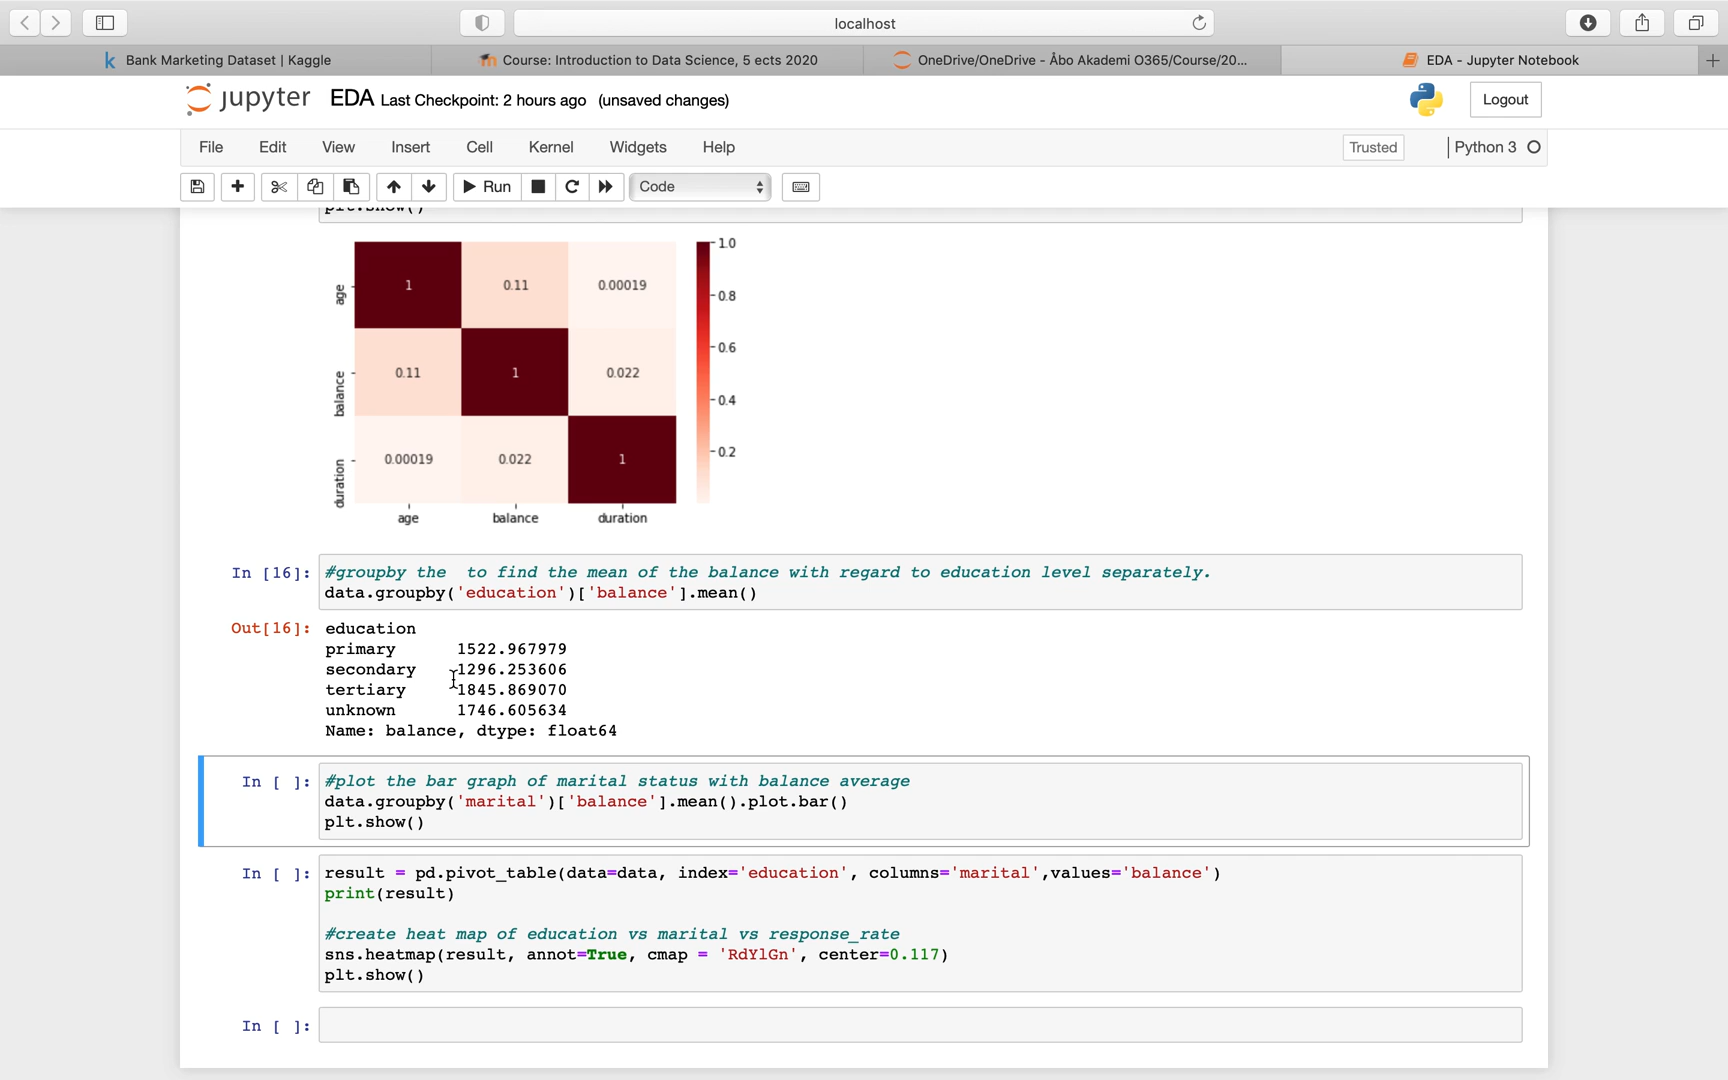 localhost
Bank Marketing Dataset | Kaggle
Course: Introduction to Data Science, 5 ects 2020
OneDrive/OneDrive - Åbo Akademi O365/Course/20...
EDA - Jupyter Notebook
jupyter EDA Last Checkpoint: 2 hours ago (unsaved changes)
Logout
File Edit View Insert Cell Kernel Widgets Help
Trusted
Python 3
Run
Code
plt.show()
age 1 0.11 0.00019
balance 0.11 1 0.022
duration 0.00019 0.022 1
age balance duration
1.0
0.8
0.6
0.4
0.2
In [16]: #groupby the  to find the mean of the balance with regard to education level separately.
data.groupby('education')['balance'].mean()
Out[16]: education
primary 1522.967979
secondary 1296.253606
tertiary 1845.869070
unknown 1746.605634
Name: balance, dtype: float64
In [ ]: #plot the bar graph of marital status with balance average
data.groupby('marital')['balance'].mean().plot.bar()
plt.show()
In [ ]: result = pd.pivot_table(data=data, index='education', columns='marital',values='balance')
print(result)
#create heat map of education vs marital vs response_rate
sns.heatmap(result, annot=True, cmap = 'RdYlGn', center=0.117)
plt.show()
In [ ]: